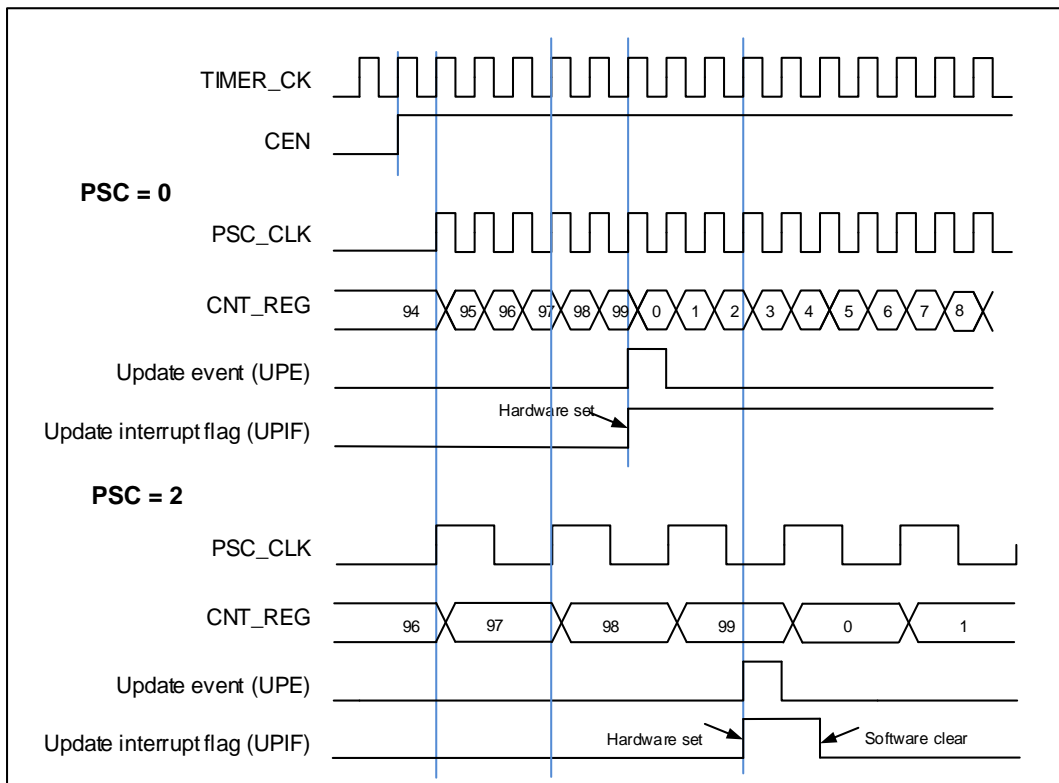 TIMER_CK
CEN
PSC = 0
PSC_CLK
CNT_REG 94 95 96 97 98 99 0 1 2 3 4 5 6 7 8
Update event (UPE)
Hardware set
Update interrupt flag (UPIF)
PSC = 2
PSC_CLK
CNT_REG 96 97 98 99 0 1
Update event (UPE)
Update interrupt flag (UPIF) Hardware set Software clear